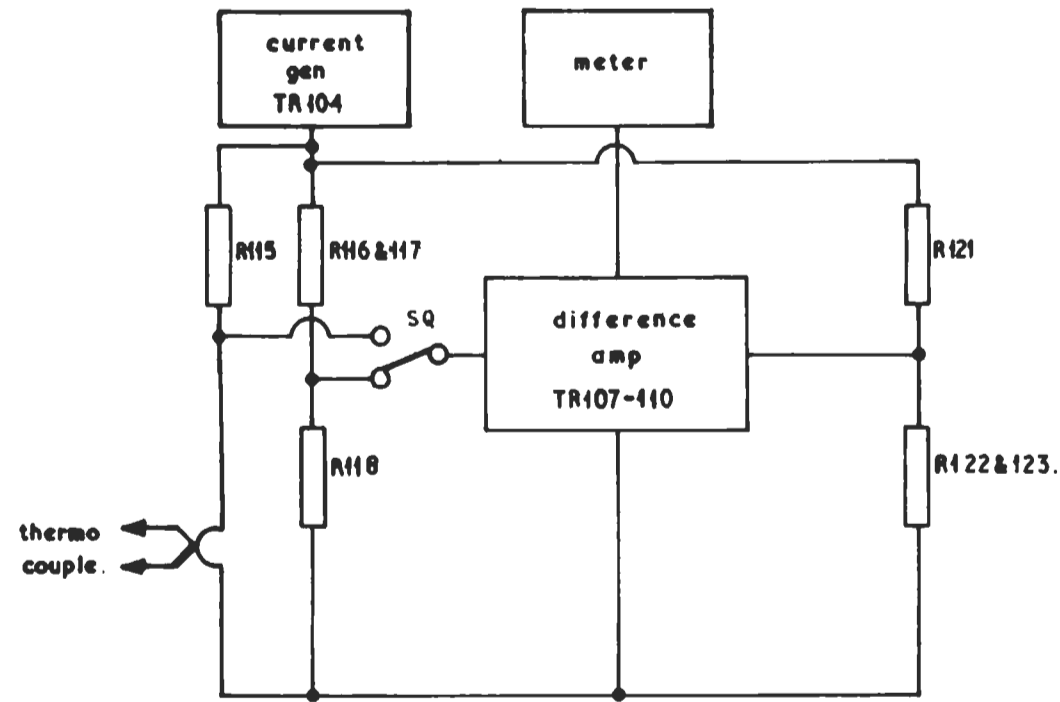 current
gen
TR104
meter
R115
R116&117
R121
SQ
difference
amp
TR107-110
R118
R122&123.
thermo
couple.